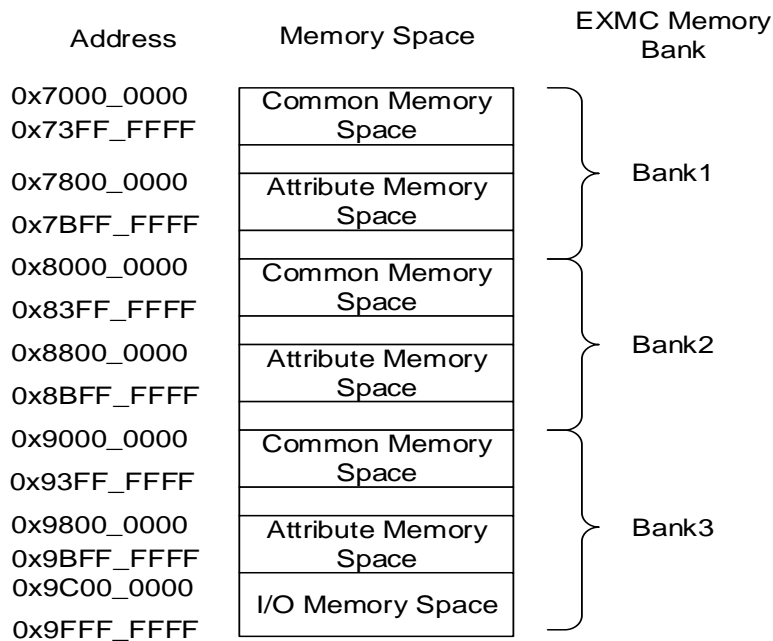 Address Memory Space EXMC Memory
Bank
0x7000_0000 Common Memory
0x73FF_FFFF Space
0x7800_0000 Attribute Memory Bank1
0x7BFF_FFFF Space
0x8000_0000 Common Memory
0x83FF_FFFF Space
0x8800_0000 Attribute Memory Bank2
0x8BFF_FFFF Space
0x9000_0000 Common Memory
0x93FF_FFFF Space
0x9800_0000 Attribute Memory Bank3
0x9BFF_FFFF Space
0x9C00_0000 I/O Memory Space
0x9FFF_FFFF